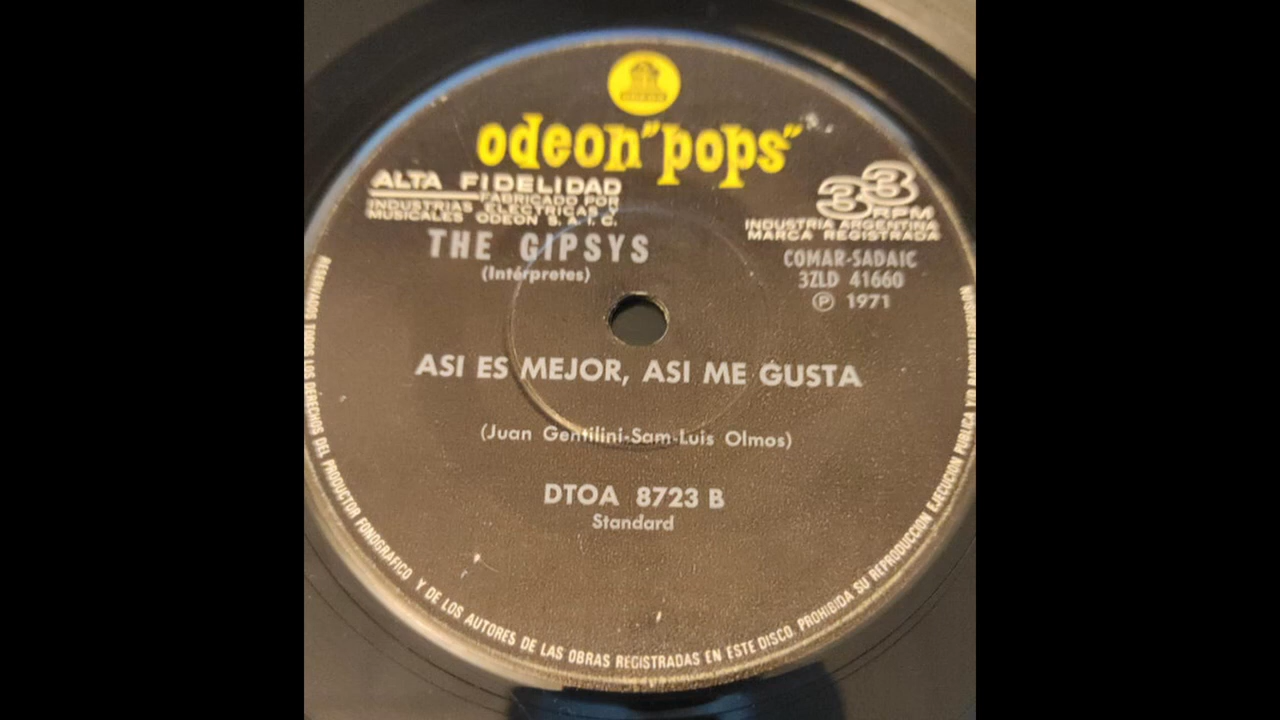 odeon "pops"
ALTA FIDELIDAD
FABRICADO POR
INDUSTRIAS ELECTRICAS Y
MUSICALES ODEON S. A. I. C.
33
RPM
INDUSTRIA ARGENTINA
MARCA REGISTRADA
THE GIPSYS
(Intérpretes)
COMAR-SADAIC
3ZLD 41660
Ⓟ 1971
ASI ES MEJOR, ASI ME GUSTA
(Juan Gentilini-Sam-Luis Olmos)
DTOA 8723 B
Standard
RESERVADOS TODOS LOS DERECHOS DEL PRODUCTOR FONOGRAFICO Y DE LOS AUTORES DE LAS OBRAS REGISTRADAS EN ESTE DISCO. PROHIBIDA SU REPRODUCCION EJECUCION PUBLICA Y/O